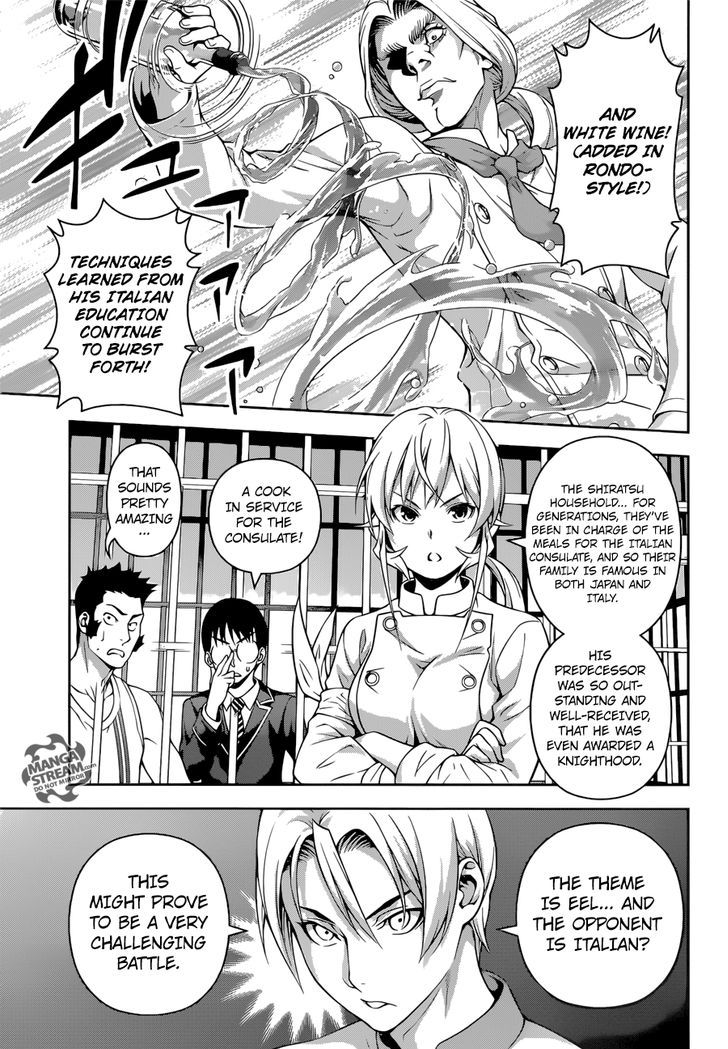 AND
WHITE WINE!
(ADDED IN
RONDO-
STYLE!)
TECHNIQUES
LEARNED FROM
HIS ITALIAN
EDUCATION
CONTINUE
TO BURST
FORTH!
ギュ
アァァ
THE SHIRATSU
HOUSEHOLD... FOR
GENERATIONS, THEY'VE
BEEN IN CHARGE OF THE
MEALS FOR THE ITALIAN
CONSULATE, AND SO THEIR
FAMILY IS FAMOUS IN
BOTH JAPAN AND
ITALY.
HIS
PREDECESSOR
WAS SO OUT-
STANDING AND
WELL-RECEIVED,
THAT HE WAS
EVEN AWARDED A
KNIGHTHOOD.
A COOK
IN SERVICE
FOR THE
CONSULATE!
THAT
SOUNDS
PRETTY
AMAZING
...
MANGA
STREAM.com
DO NOT MIRROR
THE THEME
IS EEL... AND
THE OPPONENT
IS ITALIAN?
THIS
MIGHT PROVE
TO BE A VERY
CHALLENGING
BATTLE.